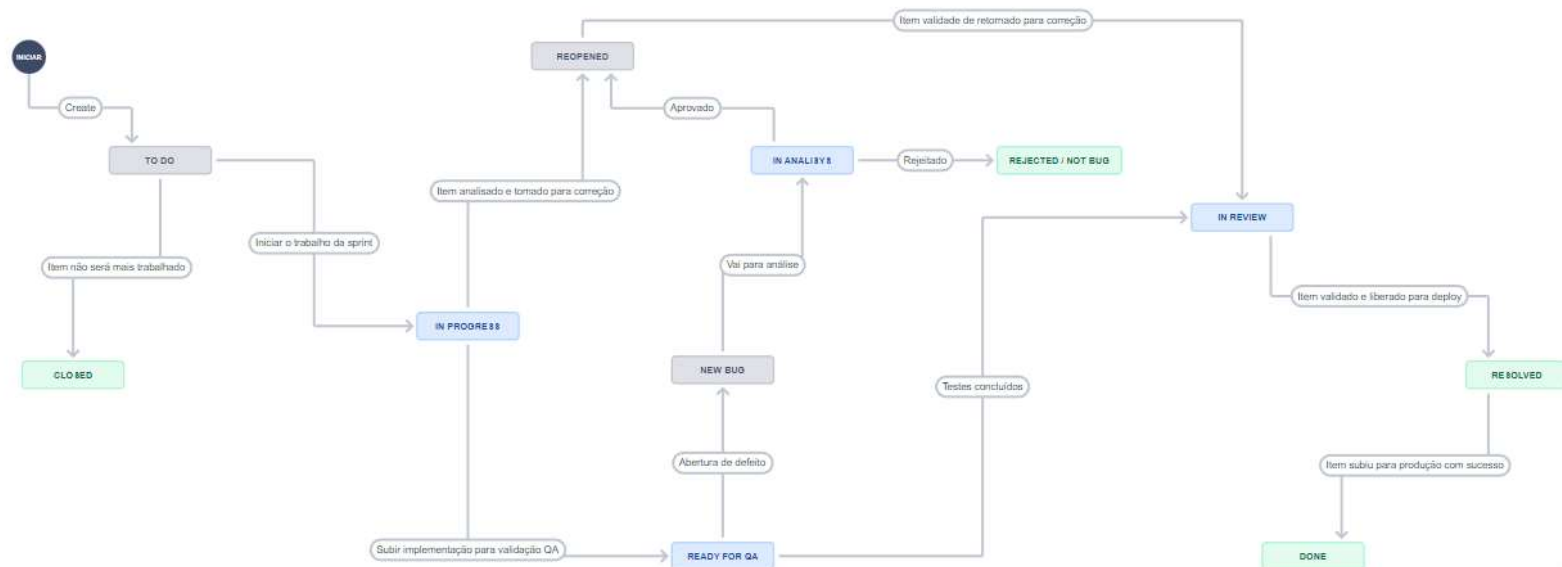 Item validade de retornado para correção
INICIAR
REOPENED
Create
Aprovado
TO DO
IN ANALISYS
Rejeitado
REJECTED / NOT BUG
Item analisado e tornado para correção
IN REVIEW
Iniciar o trabalho da sprint
Item não será mais trabalhado
Vai para análise
Item validado e liberado para deploy
IN PROGRESS
CLOSED
NEW BUG
Testes concluídos
RESOLVED
Abertura de defeito
Item subiu para produção com sucesso
Subir implementação para validação QA
READY FOR QA
DONE